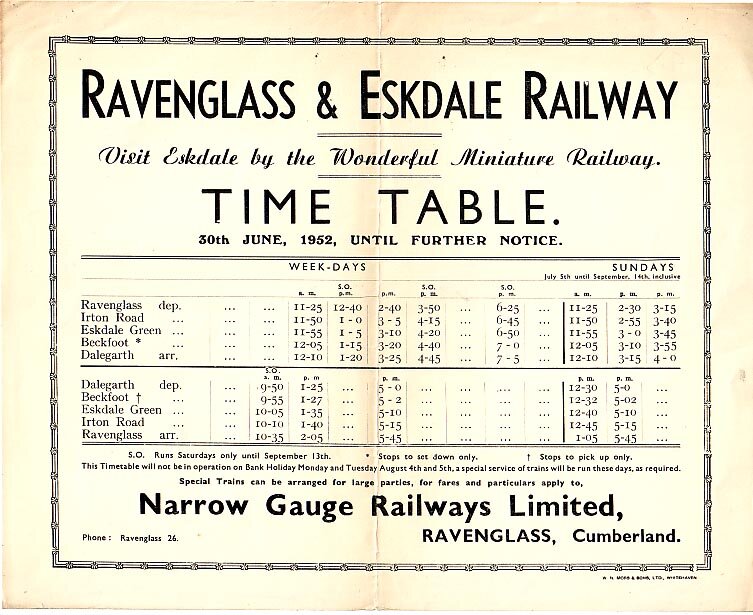 RAVENGLASS & ESKDALE RAILWAY
Visit Eskdale by the Wonderful Miniature Railway.
TIME TABLE.
30th JUNE, 1952, UNTIL FURTHER NOTICE.
WEEK-DAYS SUNDAYS
July 5th until September, 14th, inclusive
S.O. S.O. S.O.
a. m. p.m. p.m. p. m. p.m. a. m. p. m. p. m.
Ravenglass dep. ... ... 11-25 12-40 2-40 3-50 ... 6-25 ... 11-25 2-30 3-15
Irton Road ... ... 11-50 1 - 0 3 - 5 4-15 ... 6-45 ... 11-50 2-55 3-40
Eskdale Green ... ... ... 11-55 1 - 5 3-10 4-20 ... 6-50 ... 11-55 3 - 0 3-45
Beckfoot * ... ... 12-05 1-15 3-20 4-40 ... 7 - 0 ... 12-05 3-10 3-55
Dalegarth arr. ... ... 12-10 1-20 3-25 4-45 ... 7 - 5 ... 12-10 3-15 4 - 0
S.O.
a. m. p. m p. m. p. m. p. m.
Dalegarth dep. ... 9-50 1-25 ... 5 - 0 ... ... ... ... 12-30 5-0 ...
Beckfoot † ... 9-55 1-27 ... 5 - 2 ... ... ... ... 12-32 5-02 ...
Eskdale Green ... ... 10-05 1-35 ... 5-10 ... ... ... ... 12-40 5-10 ...
Irton Road ... ... 10-10 1-40 ... 5-15 ... ... ... ... 12-45 5-15 ...
Ravenglass arr. ... 10-35 2-05 ... 5-45 ... ... ... ... 1-05 5-45 ...
S.O. Runs Saturdays only until September 13th. * Stops to set down only. † Stops to pick up only.
This Timetable will not be in operation on Bank Holiday Monday and Tuesday August 4th and 5th, a special service of trains will be run these days, as required.
Special Trains can be arranged for large parties, for fares and particulars apply to,
Narrow Gauge Railways Limited,
Phone: Ravenglass 26. RAVENGLASS, Cumberland.
W. N. MOSS & SONS, LTD., WHITEHAVEN